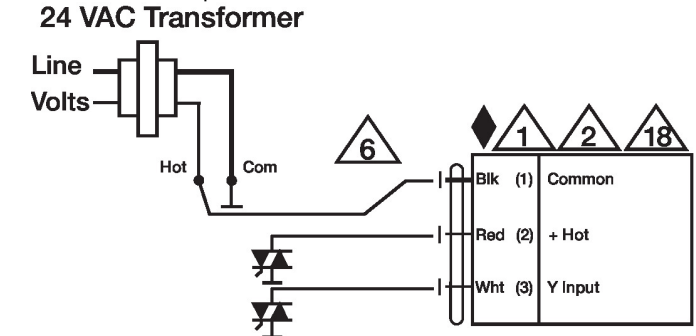 24 VAC Transformer
Line
Volts
Hot
Com
6
1
2
18
Blk (1) Common
Red (2) + Hot
Wht (3) Y Input